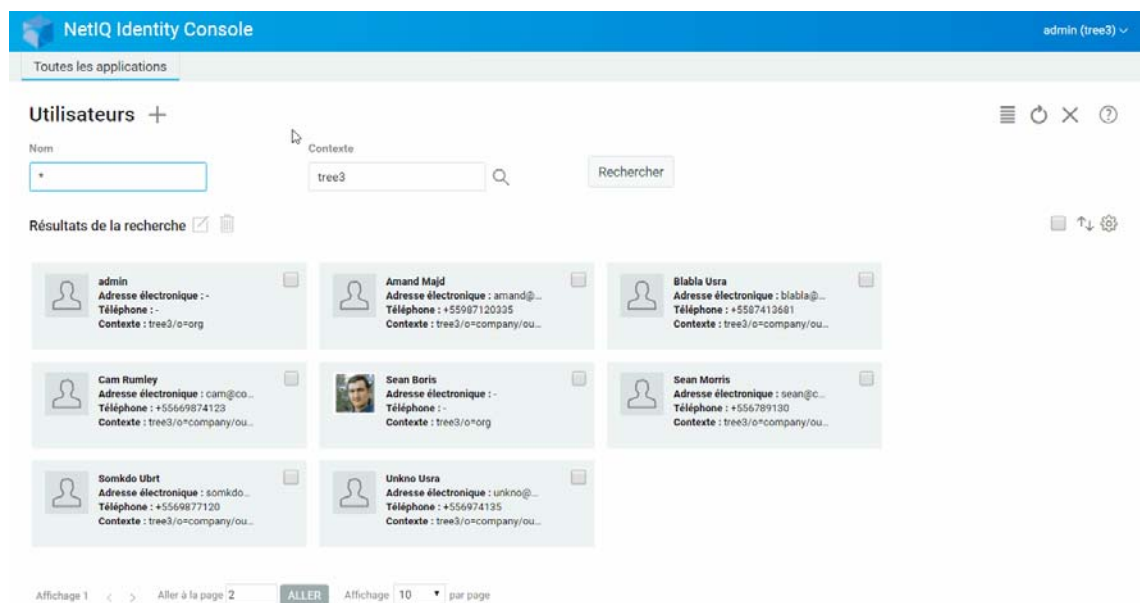 NetIQ Identity Console
admin (tree3)
Toutes les applications
Utilisateurs
Nom
Contexte
*
tree3
Rechercher
Résultats de la recherche
admin
Adresse électronique : -
Téléphone : -
Contexte : tree3/o=org
Amand Majd
Adresse électronique : amand@...
Téléphone : +55987120335
Contexte : tree3/o=company/ou...
Blabla Usra
Adresse électronique : blabla@...
Téléphone : +5587413681
Contexte : tree3/o=company/ou...
Cam Rumley
Adresse électronique : cam@co...
Téléphone : +55669874123
Contexte : tree3/o=company/ou...
Sean Boris
Adresse électronique : -
Téléphone : -
Contexte : tree3/o=org
Sean Morris
Adresse électronique : sean@c...
Téléphone : +556789130
Contexte : tree3/o=company/ou...
Somkdo Ubrt
Adresse électronique : somkdo...
Téléphone : +5569877120
Contexte : tree3/o=company/ou...
Unkno Usra
Adresse électronique : unkno@...
Téléphone : +556974135
Contexte : tree3/o=company/ou...
Affichage 1 < > Aller à la page 2 ALLER Affichage 10 par page